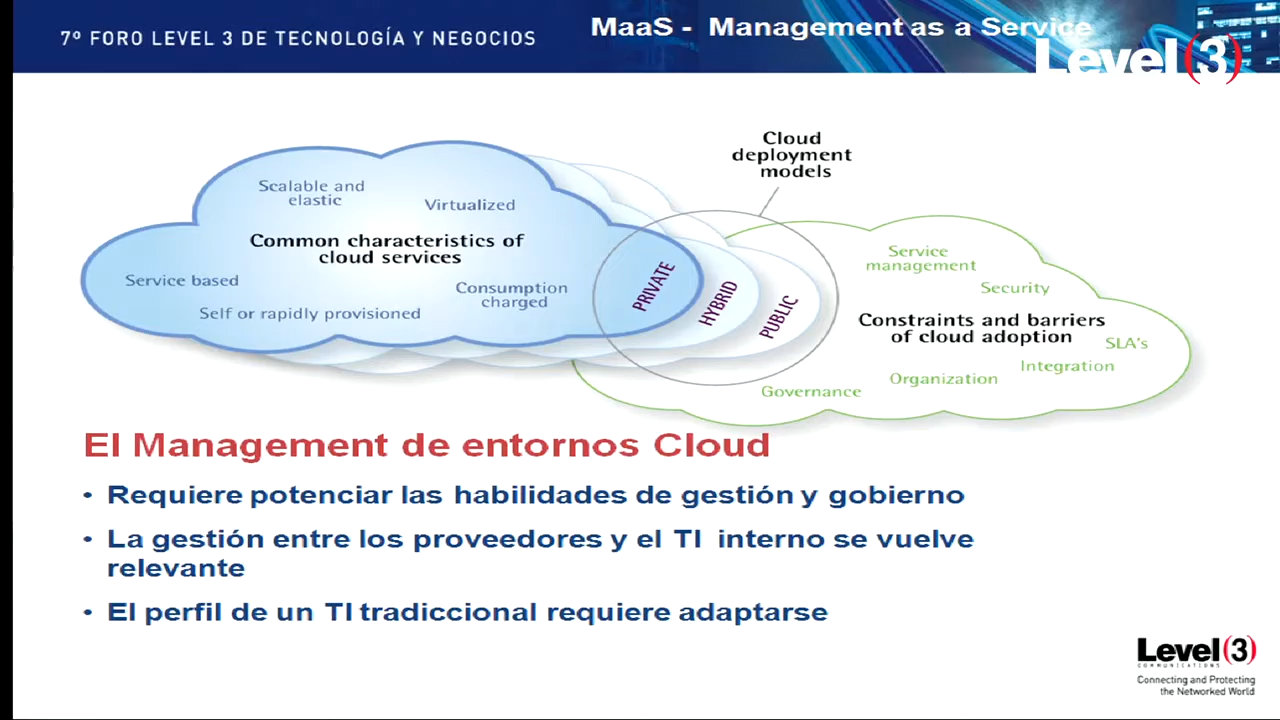 7º FORO LEVEL 3 DE TECNOLOGÍA Y NEGOCIOS
MaaS - Management as a Service
Level (3)
Cloud
deployment
models
Scalable and
elastic
Virtualized
Common characteristics of
cloud services
Service based
Consumption
charged
Self or rapidly provisioned
PRIVATE
HYBRID
PUBLIC
Service
management
Security
Constraints and barriers
of cloud adoption
SLA's
Integration
Organization
Governance
El Management de entornos Cloud
• Requiere potenciar las habilidades de gestión y gobierno
• La gestión entre los proveedores y el TI interno se vuelve
relevante
• El perfil de un TI tradiccional requiere adaptarse
Level (3)
COMMUNICATIONS
Connecting and Protecting
the Networked World